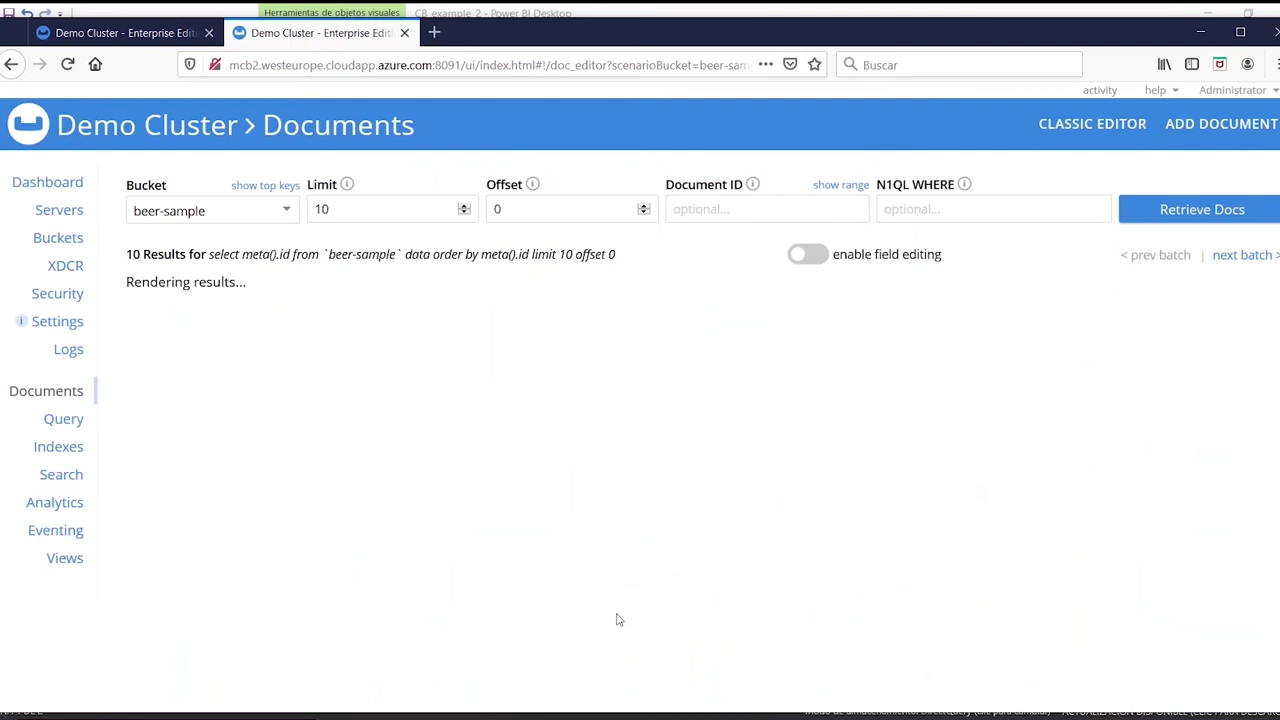 Herramientas de objetos visuales CB_example_2 - Power BI Desktop
Demo Cluster - Enterprise Editi Demo Cluster - Enterprise Editi
mcb2.westeurope.cloudapp.azure.com:8091/ui/index.html#!/doc_editor?scenarioBucket=beer-sam Buscar
activity help Administrator
Demo Cluster > Documents CLASSIC EDITOR ADD DOCUMENT
Dashboard
Servers
Buckets
XDCR
Security
Settings
Logs
Documents
Query
Indexes
Search
Analytics
Eventing
Views
Bucket show top keys Limit Offset Document ID show range N1QL WHERE
beer-sample 10 0 optional... optional... Retrieve Docs
10 Results for select meta().id from `beer-sample` data order by meta().id limit 10 offset 0 enable field editing < prev batch | next batch >
Rendering results...